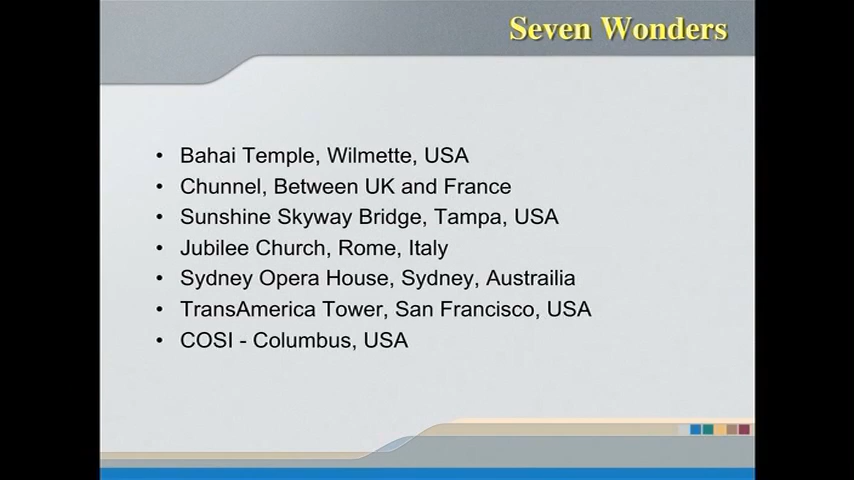 Seven Wonders
• Bahai Temple, Wilmette, USA
• Chunnel, Between UK and France
• Sunshine Skyway Bridge, Tampa, USA
• Jubilee Church, Rome, Italy
• Sydney Opera House, Sydney, Austrailia
• TransAmerica Tower, San Francisco, USA
• COSI - Columbus, USA